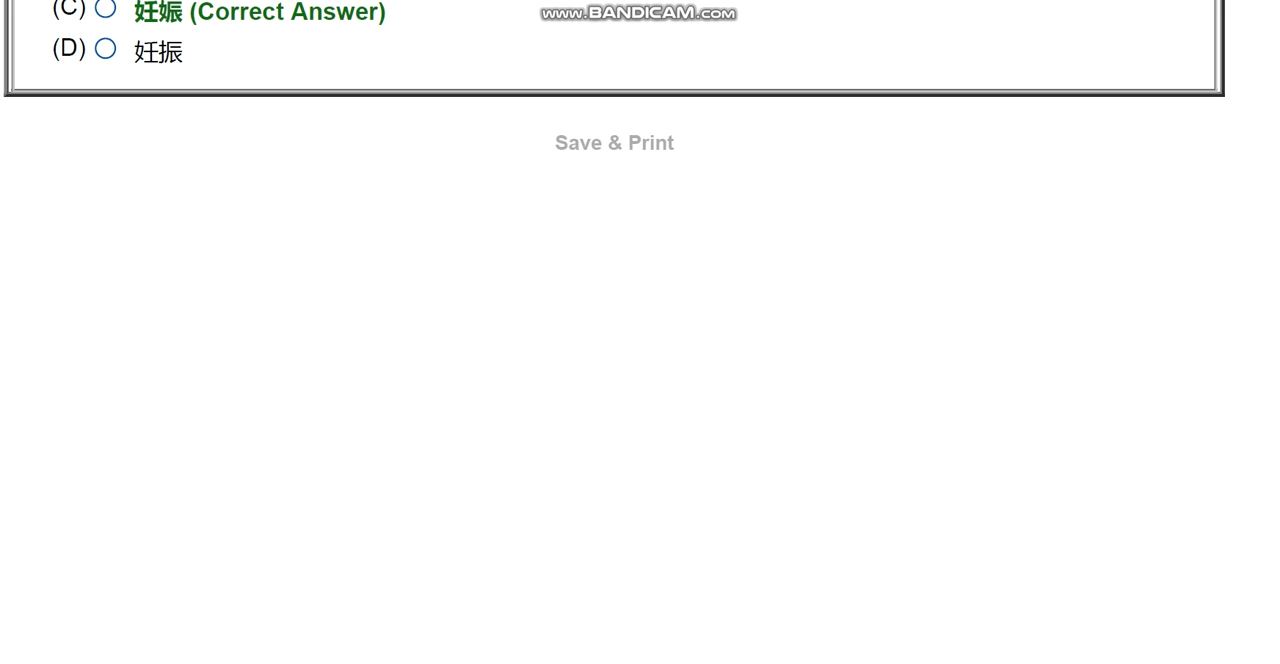 (C) 妊娠 (Correct Answer)
www.BANDICAM.com
(D) 妊振
Save & Print